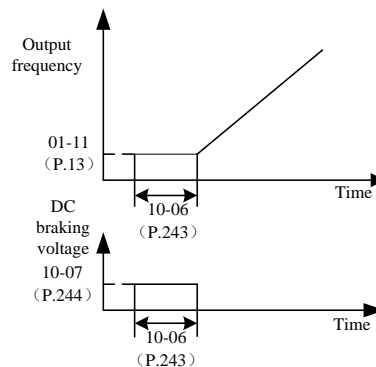 Output
frequency
01-11
（P.13）
Time
10-06
（P.243）
DC
braking
voltage
10-07
（P.244）
Time
10-06
（P.243）